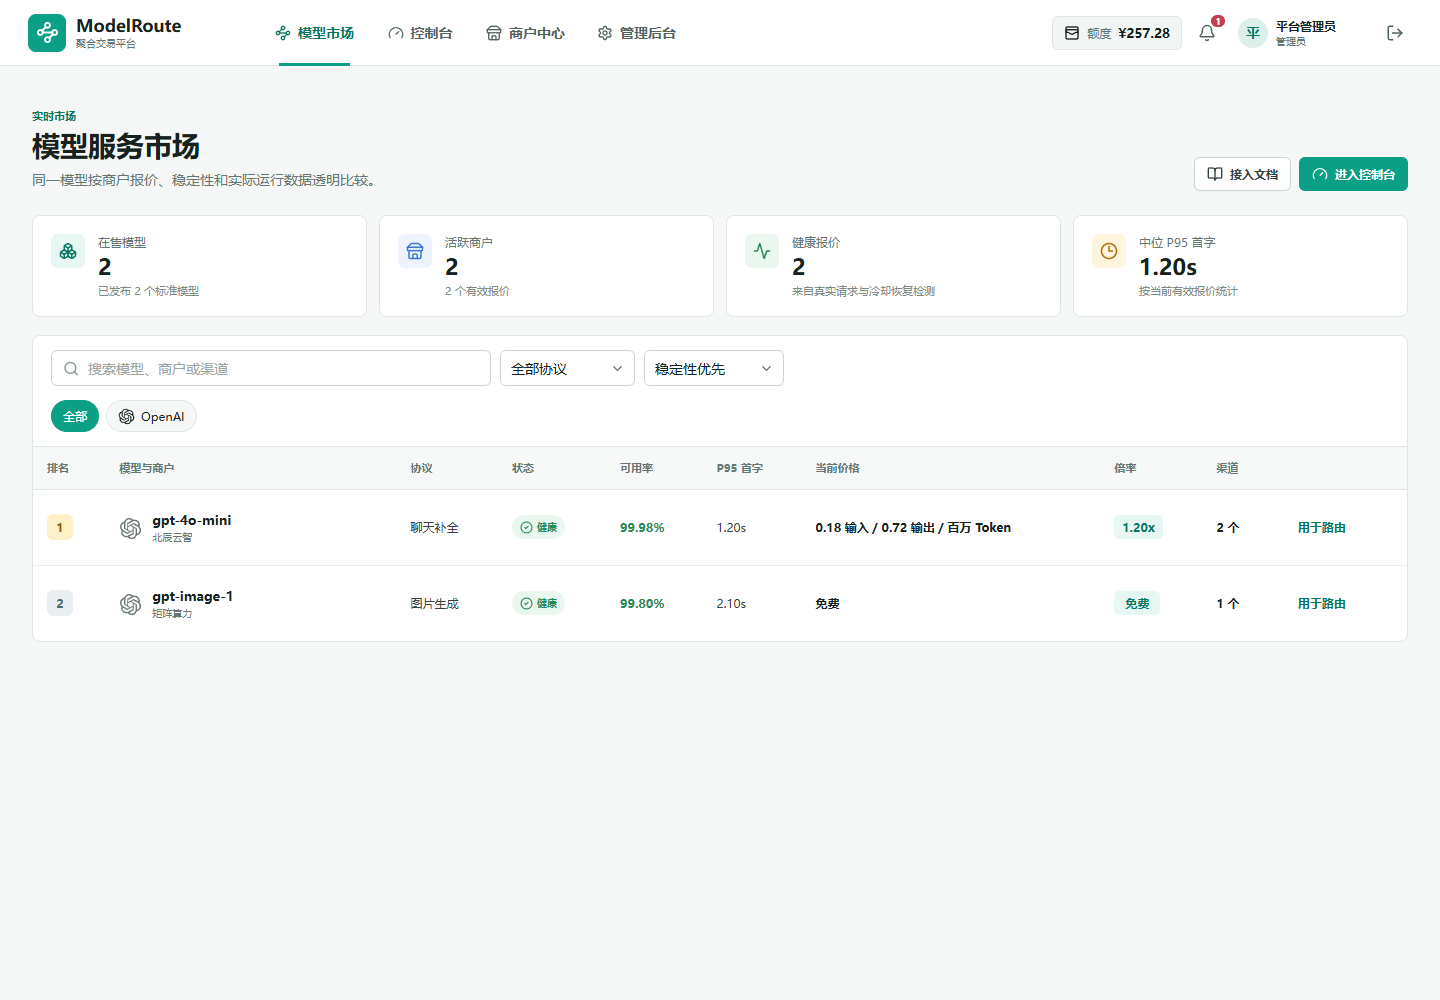 ModelRoute
聚合交易平台
模型市场
控制台
商户中心
管理后台
额度 ¥257.28
1
平
平台管理员
管理员
实时市场
模型服务市场
同一模型按商户报价、稳定性和实际运行数据透明比较。
接入文档
进入控制台
在售模型
2
已发布 2 个标准模型
活跃商户
2
2 个有效报价
健康报价
2
来自真实请求与冷却恢复检测
中位 P95 首字
1.20s
按当前有效报价统计
搜索模型、商户或渠道
全部协议
稳定性优先
全部
OpenAI
排名 模型与商户 协议 状态 可用率 P95 首字 当前价格 倍率 渠道
1 gpt-4o-mini 聊天补全 健康 99.98% 1.20s 0.18 输入 / 0.72 输出 / 百万 Token 1.20x 2 个 用于路由
北辰云智
2 gpt-image-1 图片生成 健康 99.80% 2.10s 免费 免费 1 个 用于路由
矩阵算力